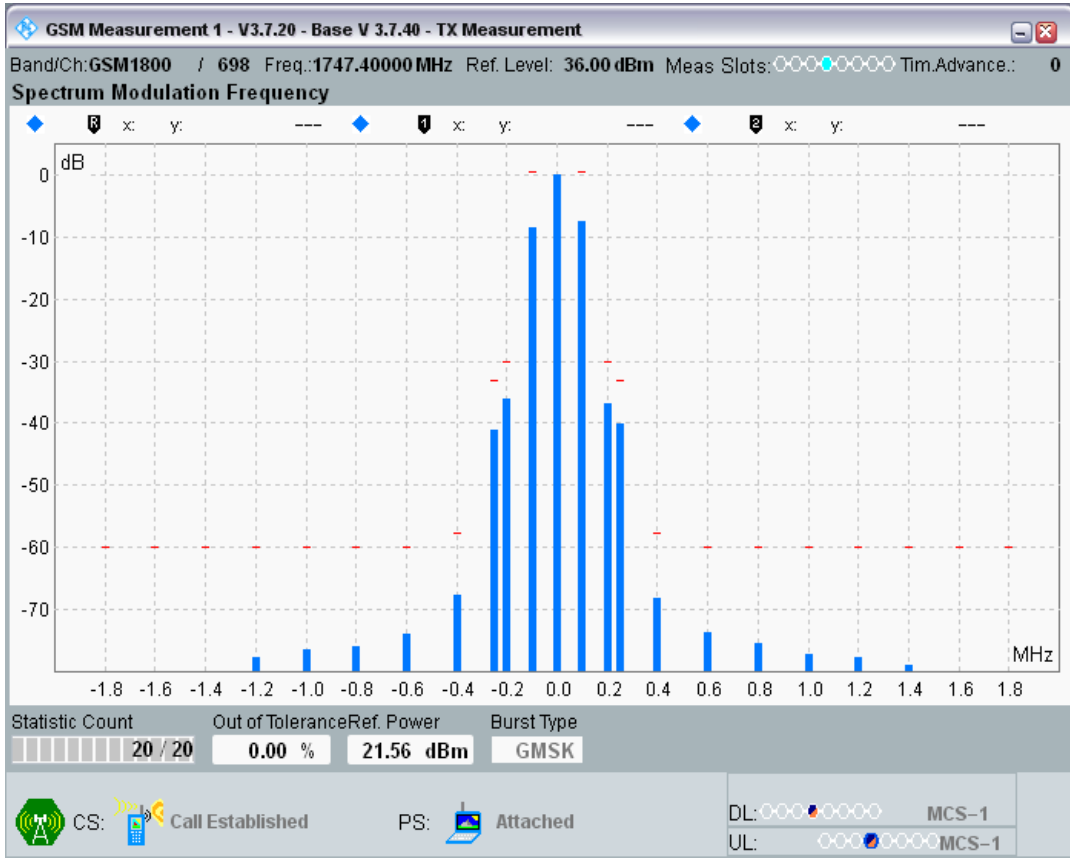 GSM Measurement 1 - V3.7.20 - Base V 3.7.40 - TX Measurement
Band/Ch:GSM1800 / 698 Freq.:1747.40000 MHz Ref. Level: 36.00 dBm Meas Slots: Tim.Advance.: 0
Spectrum Modulation Frequency
R x: y: --- 1 x: y: --- 2 x: y: ---
dB
0
-10
-20
-30
-40
-50
-60
-70
MHz
-1.8 -1.6 -1.4 -1.2 -1.0 -0.8 -0.6 -0.4 -0.2 0.0 0.2 0.4 0.6 0.8 1.0 1.2 1.4 1.6 1.8
Statistic Count Out of Tolerance Ref. Power Burst Type
20 / 20 0.00 % 21.56 dBm GMSK
CS: Call Established PS: Attached
DL: MCS-1
UL: MCS-1